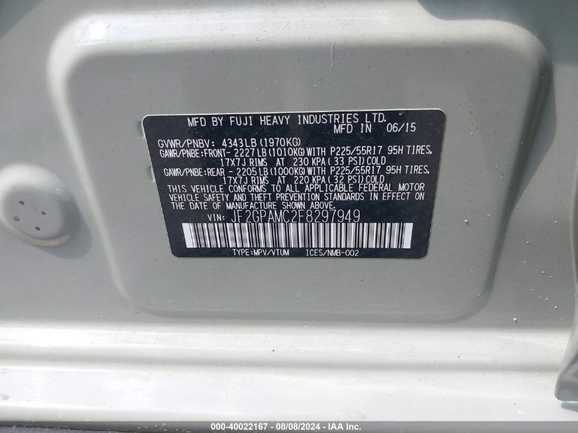 MFD BY FUJI HEAVY INDUSTRIES LTD.
MFD IN 06/15
GVWR/PNBV: 4343LB(1970KG)
GAWR/PNBE:FRONT- 2227LB(1010KG)WITH P225/55R17 95H TIRES,
17X7J RIMS AT 230 KPA(33 PSI)COLD
GAWR/PNBE:REAR - 2205LB(1000KG)WITH P225/55R17 95H TIRES,
17X7J RIMS AT 220 KPA(32 PSI)COLD
THIS VEHICLE CONFORMS TO ALL APPLICABLE FEDERAL MOTOR
VEHICLE SAFETY AND THEFT PREVENTION STANDARDS IN EFFECT ON THE
DATE OF MANUFACTURE SHOWN ABOVE.
VIN: JF2GPAMC2F8297949
TYPE:MPV/VTUM ICES/NMB-002
000-40022167 - 08/08/2024 - IAA Inc.